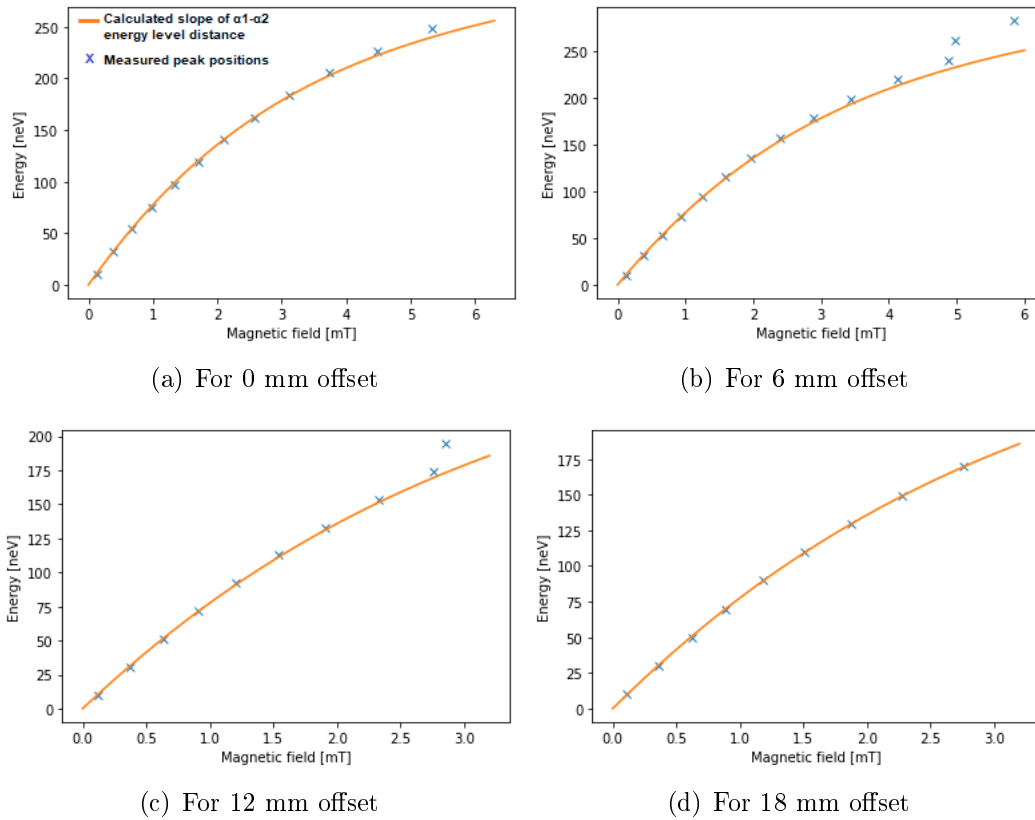 Calculated slope of α1-α2
energy level distance
X Measured peak positions
250
200
150
100
50
0
Energy [neV]
0 1 2 3 4 5 6
Magnetic field [mT]
(a) For 0 mm offset
250
200
150
100
50
0
Energy [neV]
0 1 2 3 4 5 6
Magnetic field [mT]
(b) For 6 mm offset
200
175
150
125
100
75
50
25
0
Energy [neV]
0.0 0.5 1.0 1.5 2.0 2.5 3.0
Magnetic field [mT]
(c) For 12 mm offset
175
150
125
100
75
50
25
0
Energy [neV]
0.0 0.5 1.0 1.5 2.0 2.5 3.0
Magnetic field [mT]
(d) For 18 mm offset